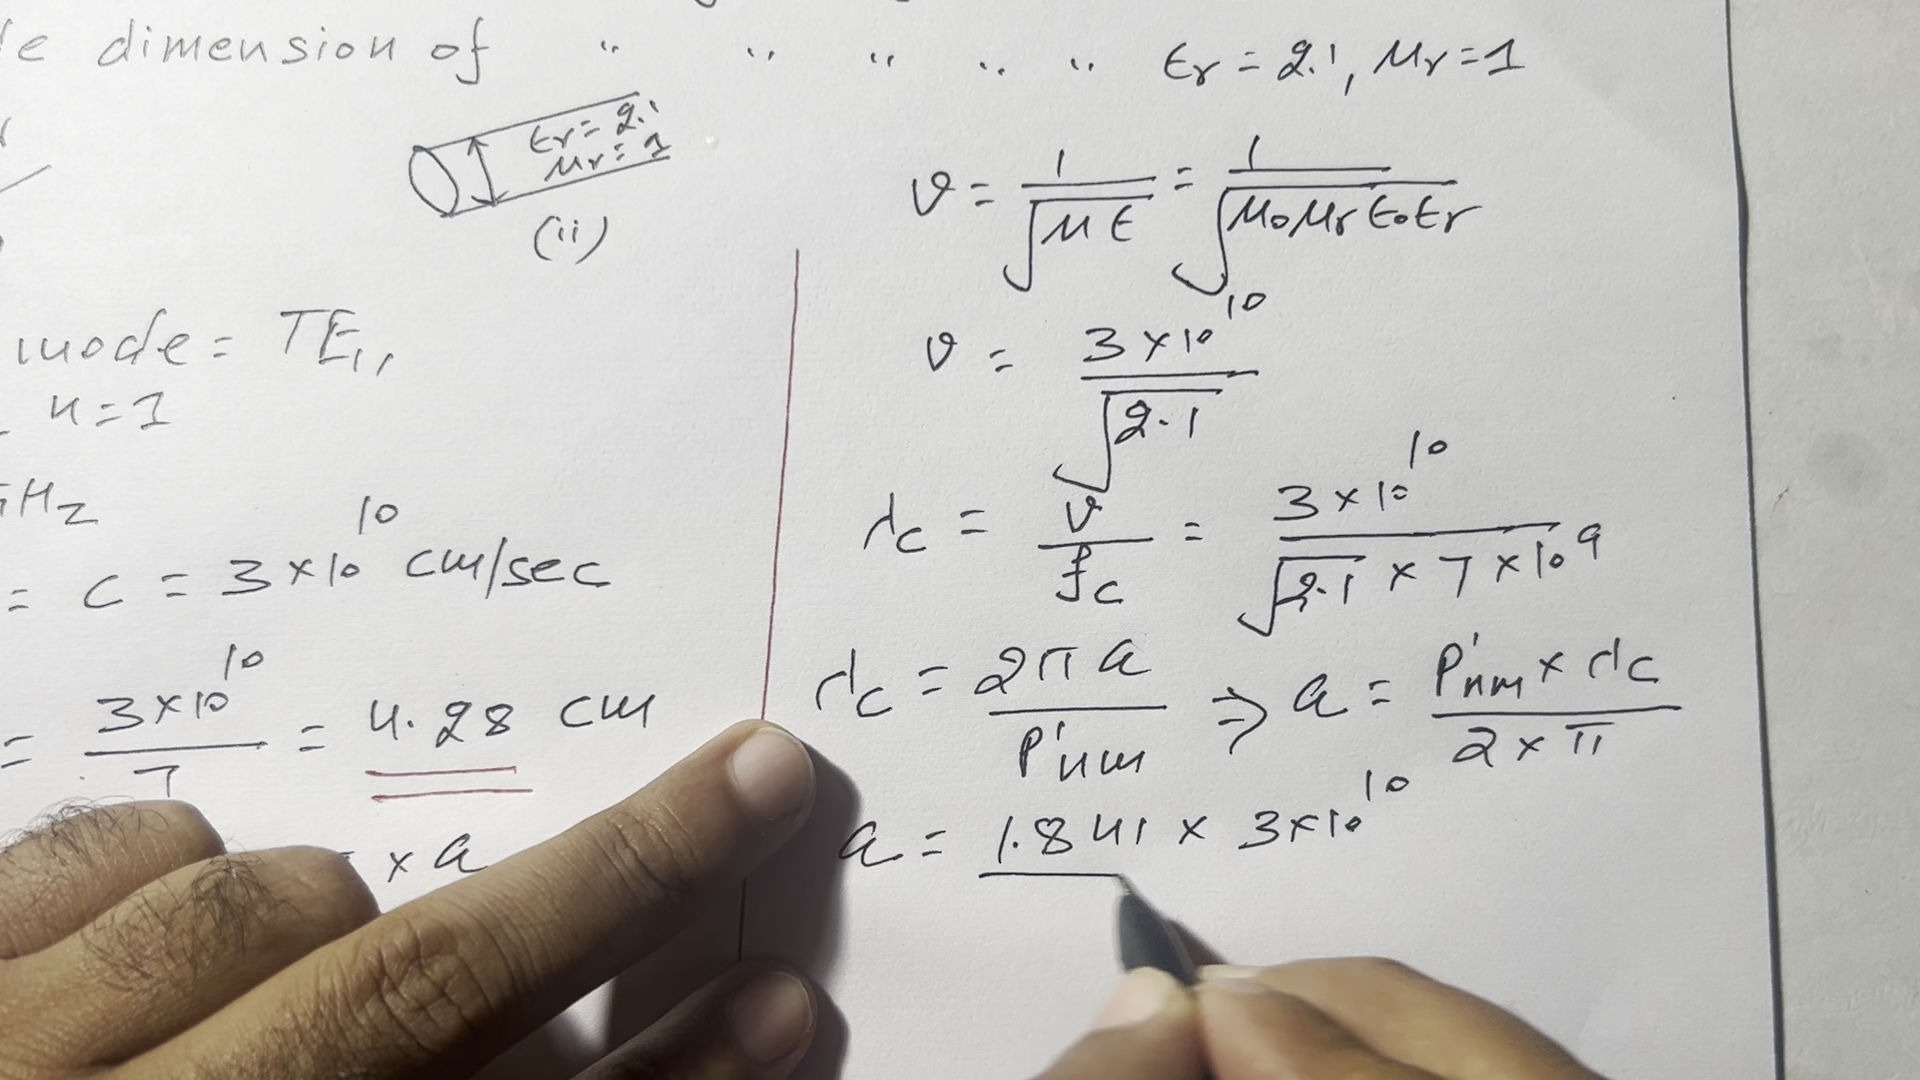 dimension of " " " " " εr = 2.1, μr = 1
εr = 2.1
μr = 1
(ii)
mode = TE11
n = 1
GHz
= c = 3×10^10 cm/sec
= 3×10^10 / 7 = 4.28 cm
× a
v = 1/√(με) = 1/√(μ0μrε0εr)
v = 3×10^10 / √2.1
λc = v/fc = 3×10^10 / (√2.1 × 7×10^9)
λc = 2πa / P'nm ⇒ a = P'nm × λc / (2×π)
a = 1.841 × 3×10^10